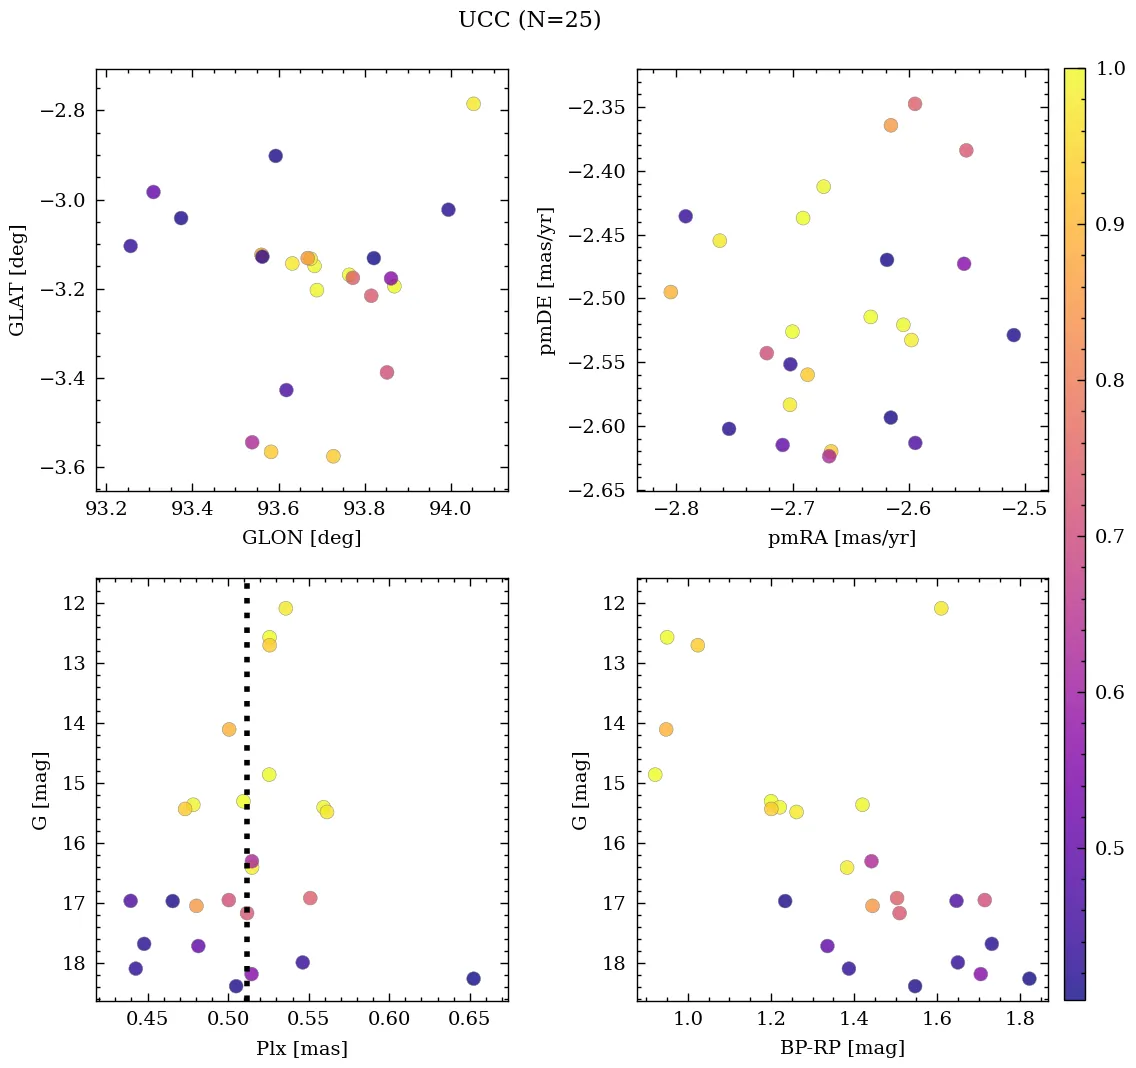 UCC (N=25)
−2.8
−3.0
−3.2
−3.4
−3.6
GLAT [deg]
93.2 93.4 93.6 93.8 94.0
GLON [deg]
−2.35
−2.40
−2.45
−2.50
−2.55
−2.60
−2.65
pmDE [mas/yr]
−2.8 −2.7 −2.6 −2.5
pmRA [mas/yr]
12
13
14
15
16
17
18
G [mag]
0.45 0.50 0.55 0.60 0.65
Plx [mas]
12
13
14
15
16
17
18
G [mag]
1.0 1.2 1.4 1.6 1.8
BP-RP [mag]
1.0
0.9
0.8
0.7
0.6
0.5